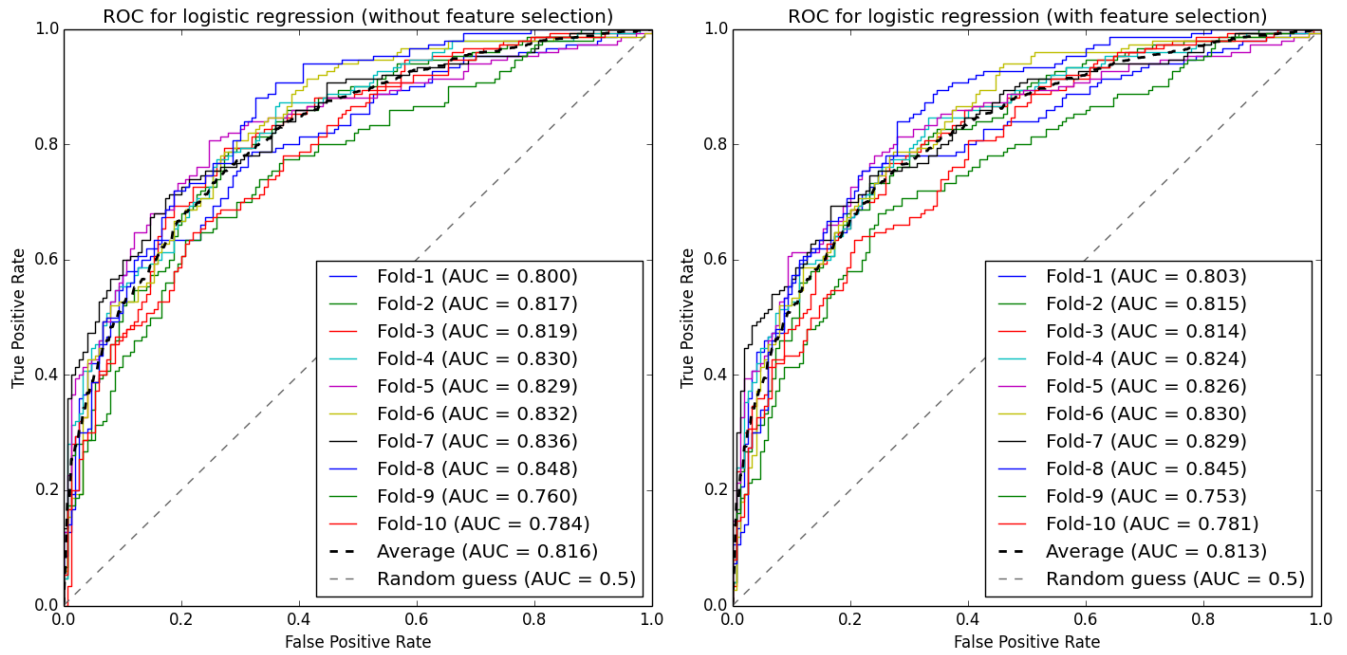 ROC for logistic regression (without feature selection)
True Positive Rate
1.0
0.8
0.6
0.4
0.2
0.0
Fold-1 (AUC = 0.800)
Fold-2 (AUC = 0.817)
Fold-3 (AUC = 0.819)
Fold-4 (AUC = 0.830)
Fold-5 (AUC = 0.829)
Fold-6 (AUC = 0.832)
Fold-7 (AUC = 0.836)
Fold-8 (AUC = 0.848)
Fold-9 (AUC = 0.760)
Fold-10 (AUC = 0.784)
Average (AUC = 0.816)
Random guess (AUC = 0.5)
0.0 0.2 0.4 0.6 0.8 1.0
False Positive Rate
ROC for logistic regression (with feature selection)
True Positive Rate
1.0
0.8
0.6
0.4
0.2
0.0
Fold-1 (AUC = 0.803)
Fold-2 (AUC = 0.815)
Fold-3 (AUC = 0.814)
Fold-4 (AUC = 0.824)
Fold-5 (AUC = 0.826)
Fold-6 (AUC = 0.830)
Fold-7 (AUC = 0.829)
Fold-8 (AUC = 0.845)
Fold-9 (AUC = 0.753)
Fold-10 (AUC = 0.781)
Average (AUC = 0.813)
Random guess (AUC = 0.5)
0.0 0.2 0.4 0.6 0.8 1.0
False Positive Rate